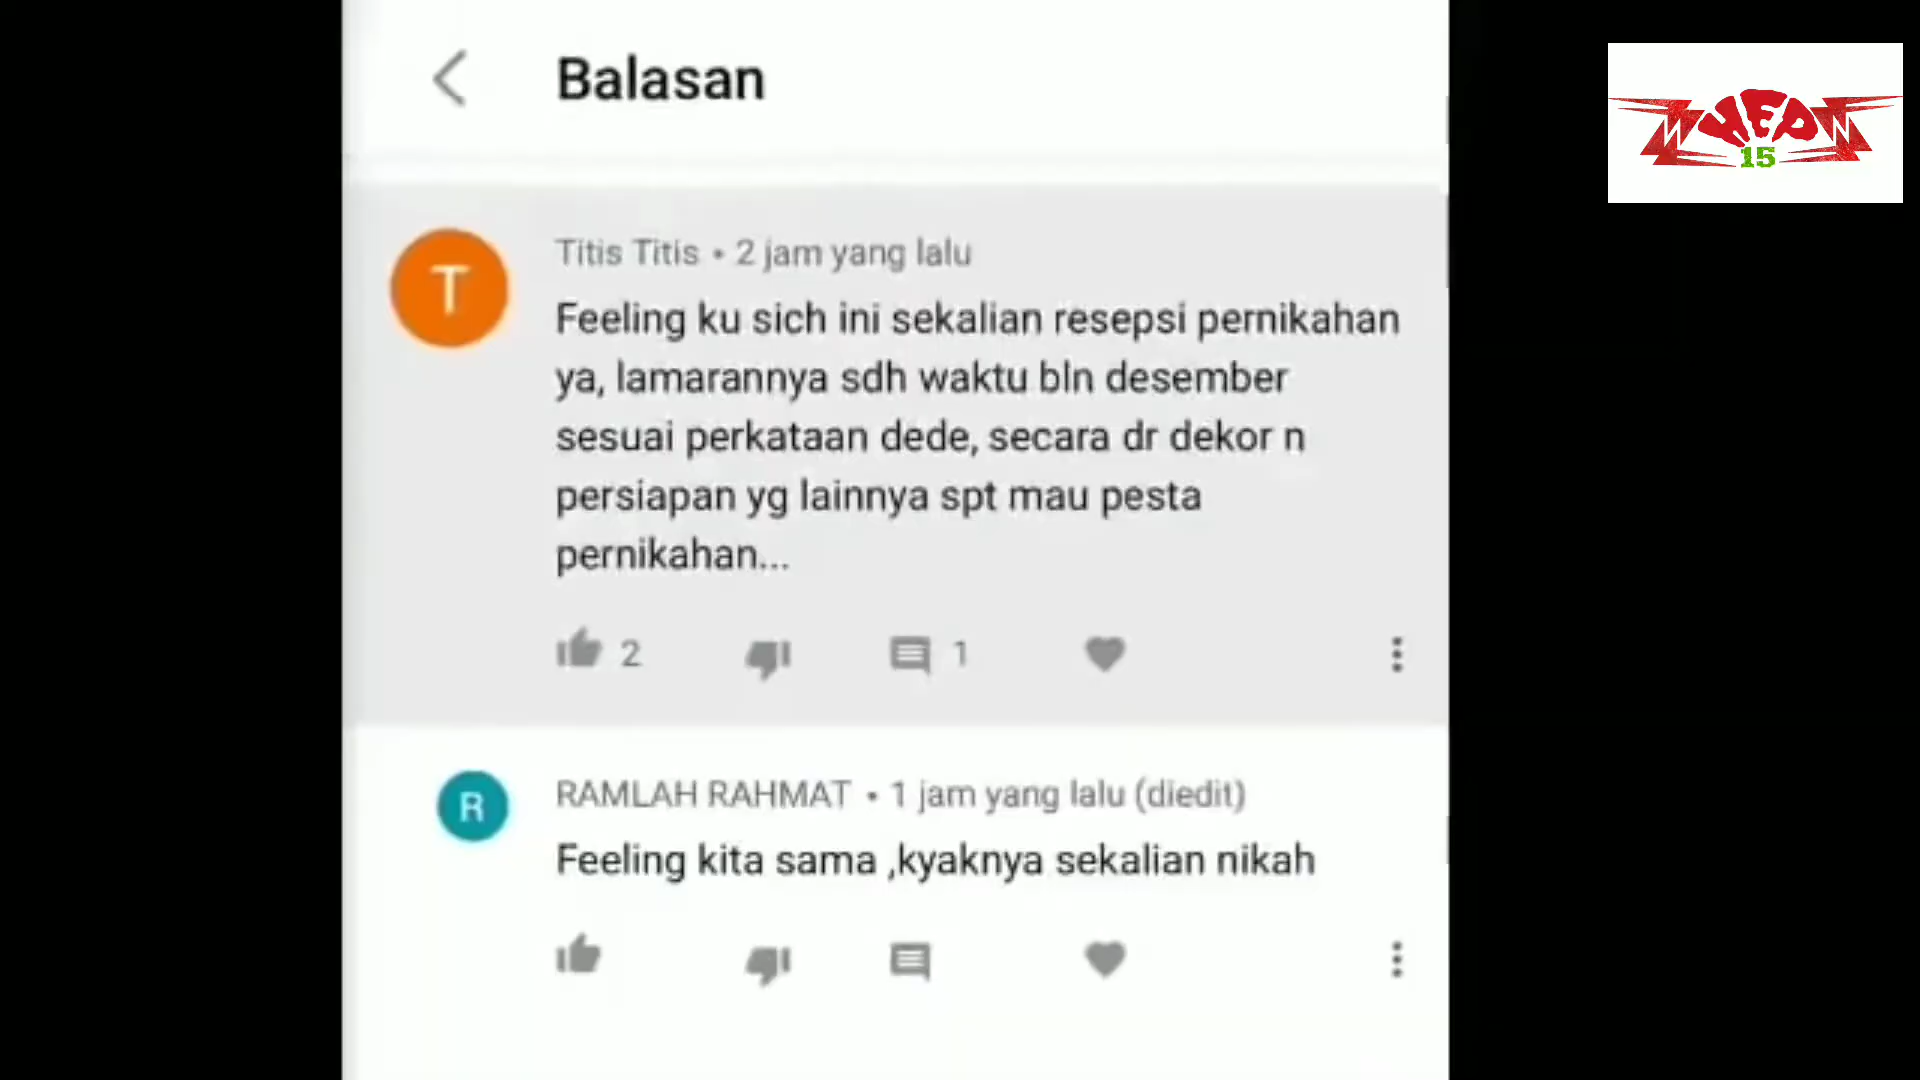 Balasan
HEP
15
T
Titis Titis • 2 jam yang lalu
Feeling ku sich ini sekalian resepsi pernikahan
ya, lamarannya sdh waktu bln desember
sesuai perkataan dede, secara dr dekor n
persiapan yg lainnya spt mau pesta
pernikahan...
2
1
R
RAMLAH RAHMAT • 1 jam yang lalu (diedit)
Feeling kita sama ,kyaknya sekalian nikah